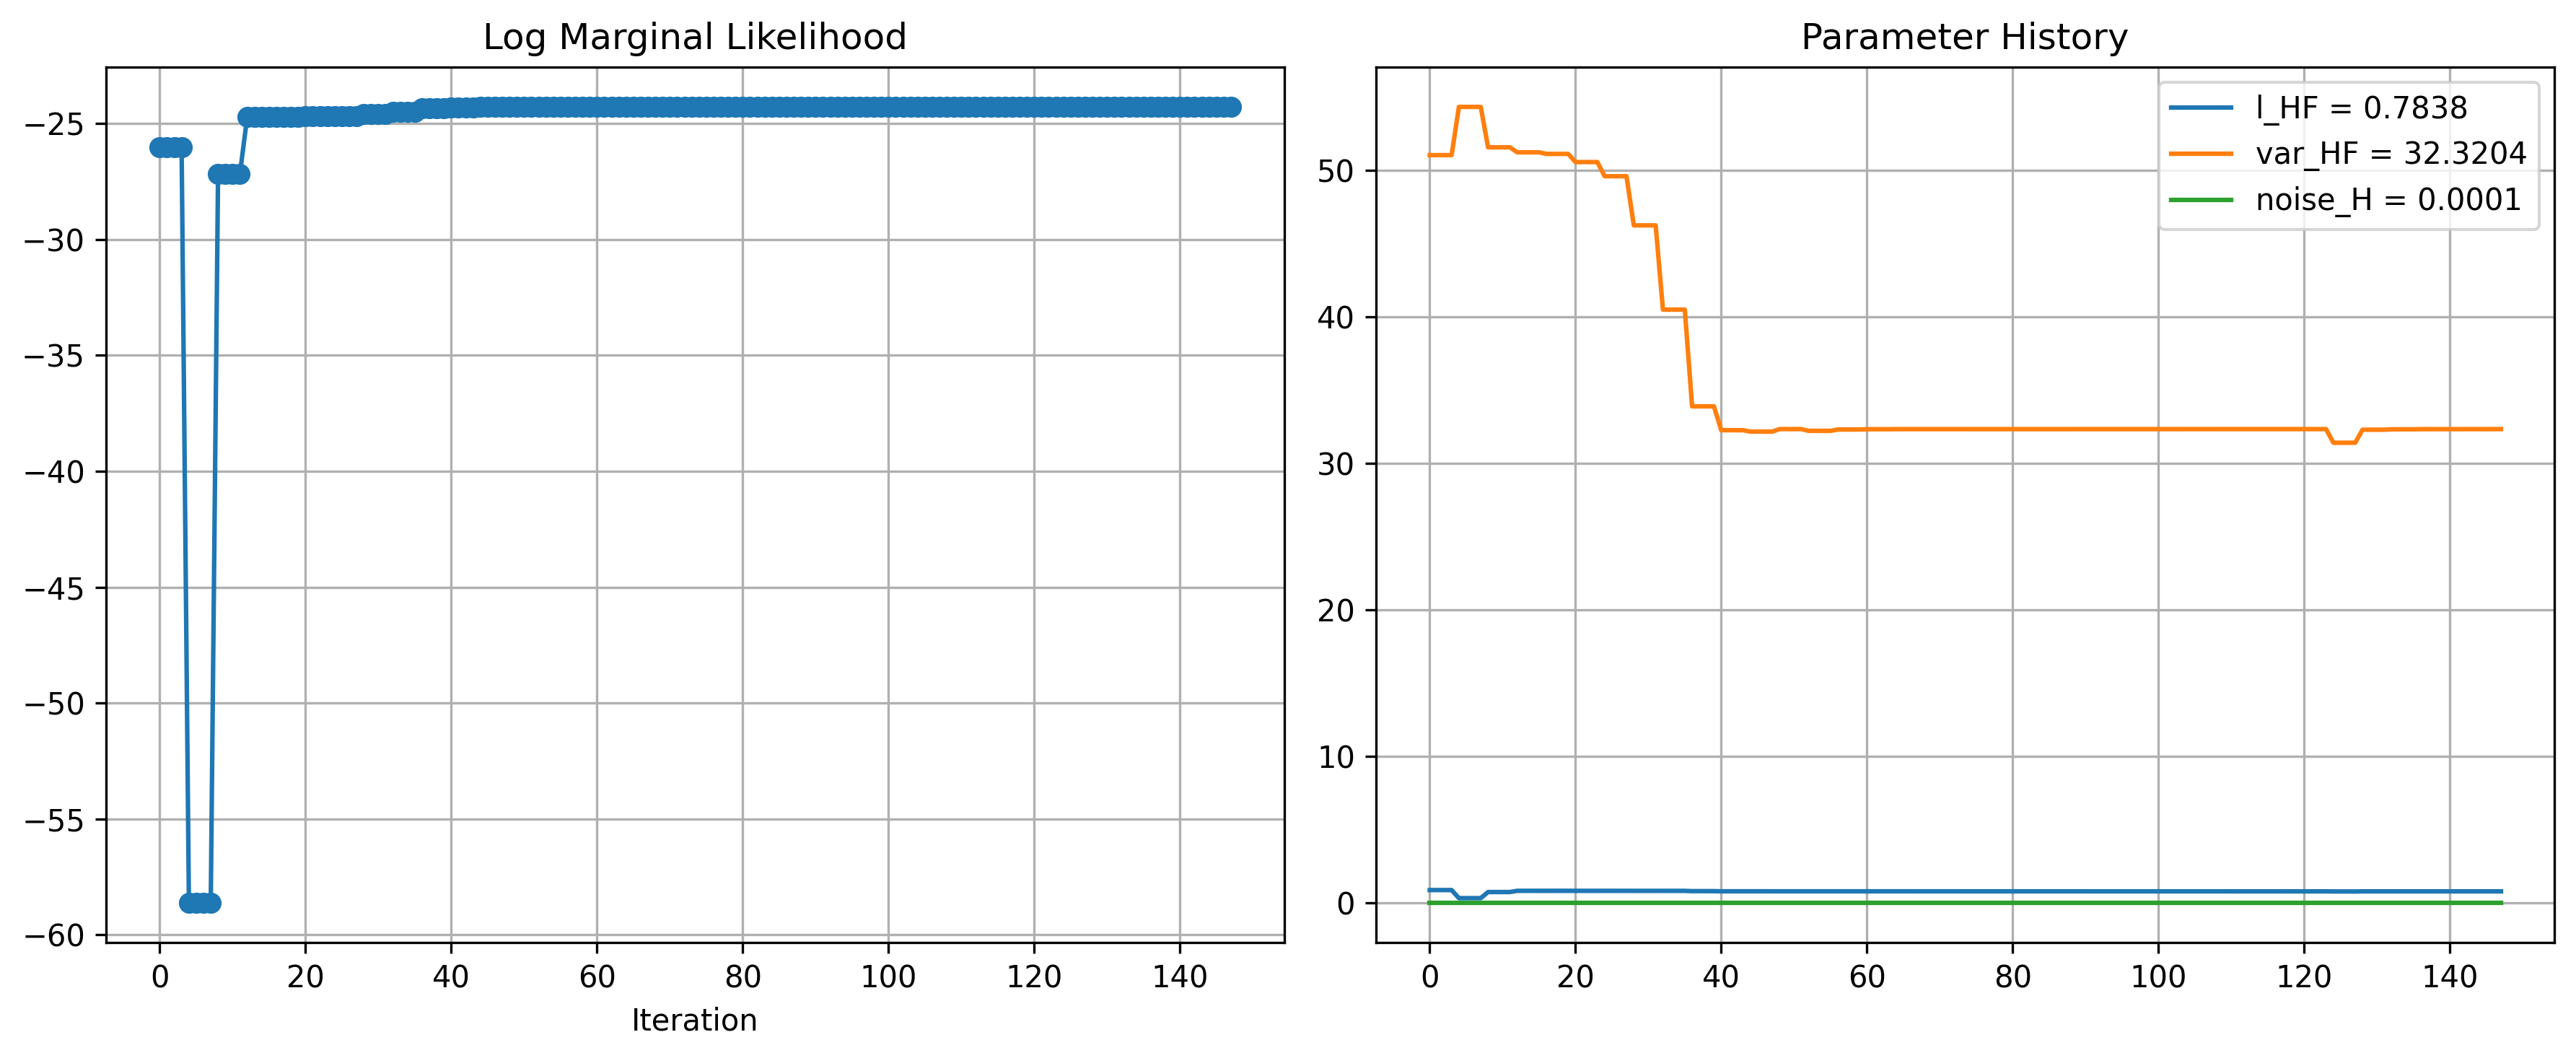 Log Marginal Likelihood
−25
−30
−35
−40
−45
−50
−55
−60
0 20 40 60 80 100 120 140
Iteration
Parameter History
50
40
30
20
10
0
0 20 40 60 80 100 120 140
l_HF = 0.7838
var_HF = 32.3204
noise_H = 0.0001